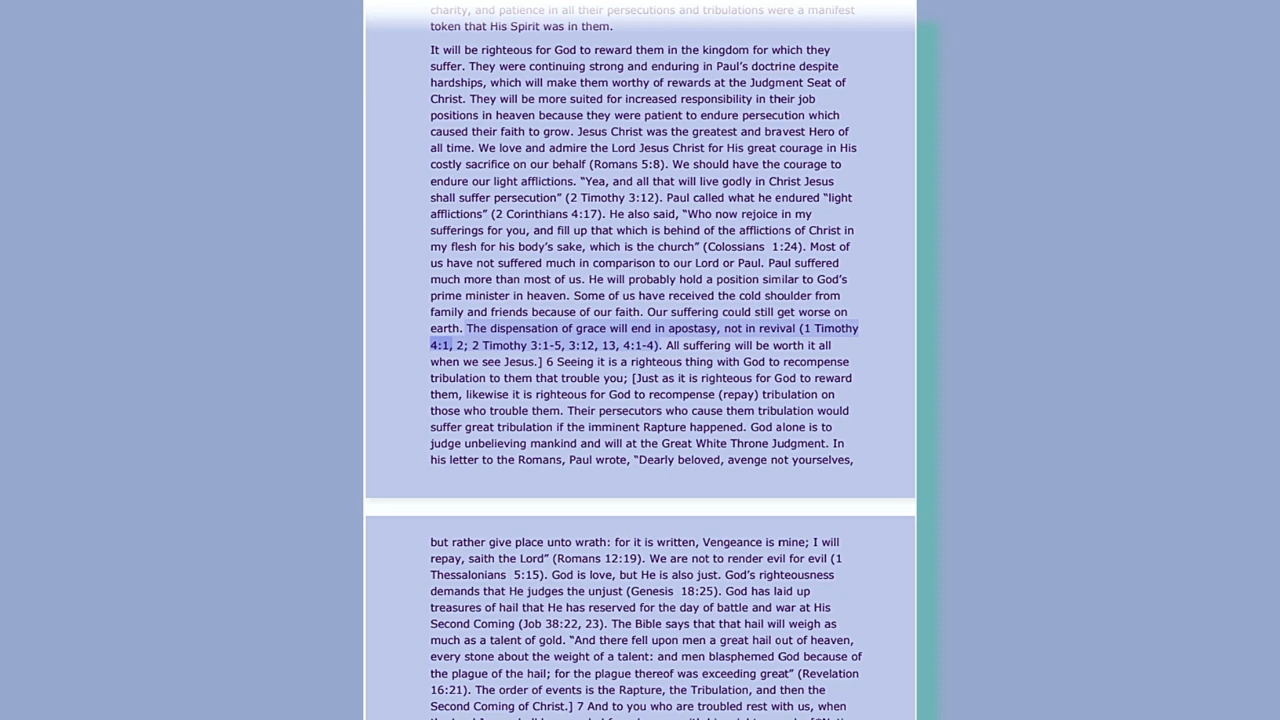 charity, and patience in all their persecutions and tribulations were a manifest
token that His Spirit was in them.
It will be righteous for God to reward them in the kingdom for which they
suffer. They were continuing strong and enduring in Paul’s doctrine despite
hardships, which will make them worthy of rewards at the Judgment Seat of
Christ. They will be more suited for increased responsibility in their job
positions in heaven because they were patient to endure persecution which
caused their faith to grow. Jesus Christ was the greatest and bravest Hero of
all time. We love and admire the Lord Jesus Christ for His great courage in His
costly sacrifice on our behalf (Romans 5:8). We should have the courage to
endure our light afflictions. “Yea, and all that will live godly in Christ Jesus
shall suffer persecution” (2 Timothy 3:12). Paul called what he endured “light
afflictions” (2 Corinthians 4:17). He also said, “Who now rejoice in my
sufferings for you, and fill up that which is behind of the afflictions of Christ in
my flesh for his body’s sake, which is the church” (Colossians  1:24). Most of
us have not suffered much in comparison to our Lord or Paul. Paul suffered
much more than most of us. He will probably hold a position similar to God’s
prime minister in heaven. Some of us have received the cold shoulder from
family and friends because of our faith. Our suffering could still get worse on
earth. The dispensation of grace will end in apostasy, not in revival (1 Timothy
4:1, 2; 2 Timothy 3:1-5, 3:12, 13, 4:1-4). All suffering will be worth it all
when we see Jesus.] 6 Seeing it is a righteous thing with God to recompense
tribulation to them that trouble you; [Just as it is righteous for God to reward
them, likewise it is righteous for God to recompense (repay) tribulation on
those who trouble them. Their persecutors who cause them tribulation would
suffer great tribulation if the imminent Rapture happened. God alone is to
judge unbelieving mankind and will at the Great White Throne Judgment. In
his letter to the Romans, Paul wrote, “Dearly beloved, avenge not yourselves,
but rather give place unto wrath: for it is written, Vengeance is mine; I will
repay, saith the Lord” (Romans 12:19). We are not to render evil for evil (1
Thessalonians  5:15). God is love, but He is also just. God’s righteousness
demands that He judges the unjust (Genesis  18:25). God has laid up
treasures of hail that He has reserved for the day of battle and war at His
Second Coming (Job 38:22, 23). The Bible says that that hail will weigh as
much as a talent of gold. “And there fell upon men a great hail out of heaven,
every stone about the weight of a talent: and men blasphemed God because of
the plague of the hail; for the plague thereof was exceeding great” (Revelation
16:21). The order of events is the Rapture, the Tribulation, and then the
Second Coming of Christ.] 7 And to you who are troubled rest with us, when